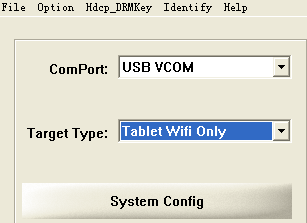 File Option Hdcp_DRMKey Identify Help
ComPort: USB VCOM
Target Type: Tablet Wifi Only
System Config